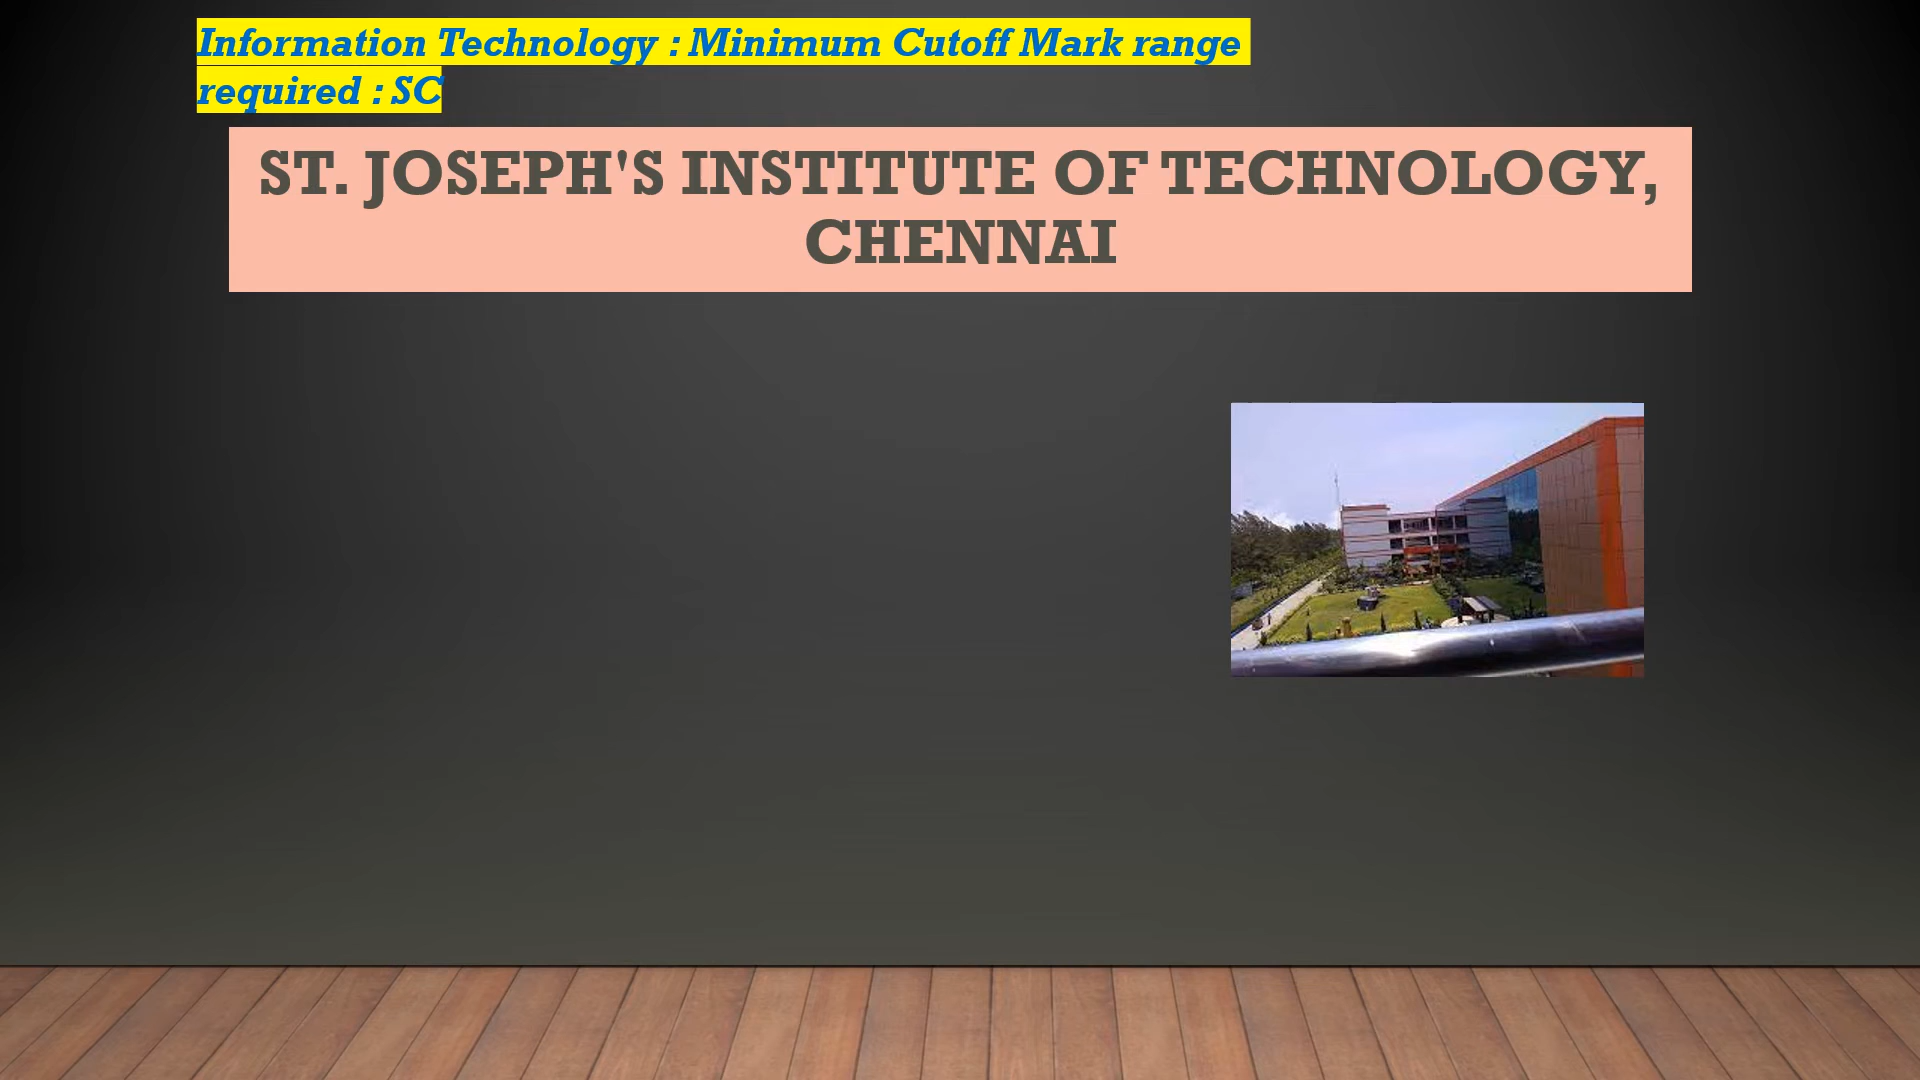 Information Technology : Minimum Cutoff Mark range
required : SC
ST. JOSEPH'S INSTITUTE OF TECHNOLOGY,
CHENNAI